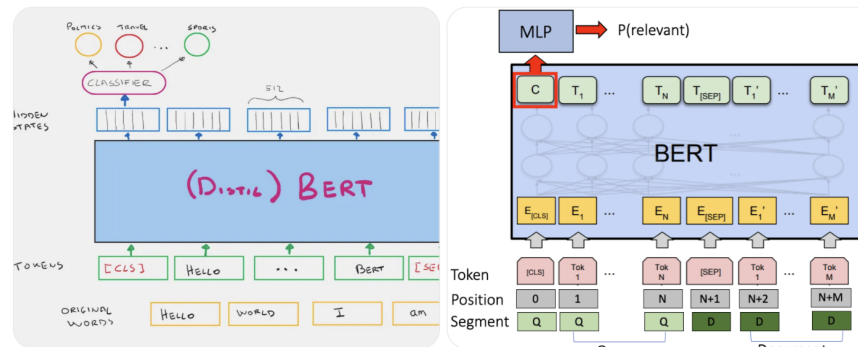 POLITICS TRAVEL ... SPORTS
CLASSIFIER
512
HIDDEN
STATES
(DISTIL) BERT
TOKENS [CLS] HELLO ... BERT [SE
ORIGINAL
WORDS
HELLO WORLD I am
MLP P(relevant)
C T1 ... TN T[SEP] T1' ... TM'
BERT
E[CLS] E1 ... EN E[SEP] E1' ... EM'
Token [CLS] Tok 1 ... Tok N [SEP] Tok 1 ... Tok M
Position 0 1 N N+1 N+2 N+M
Segment Q Q Q D D D